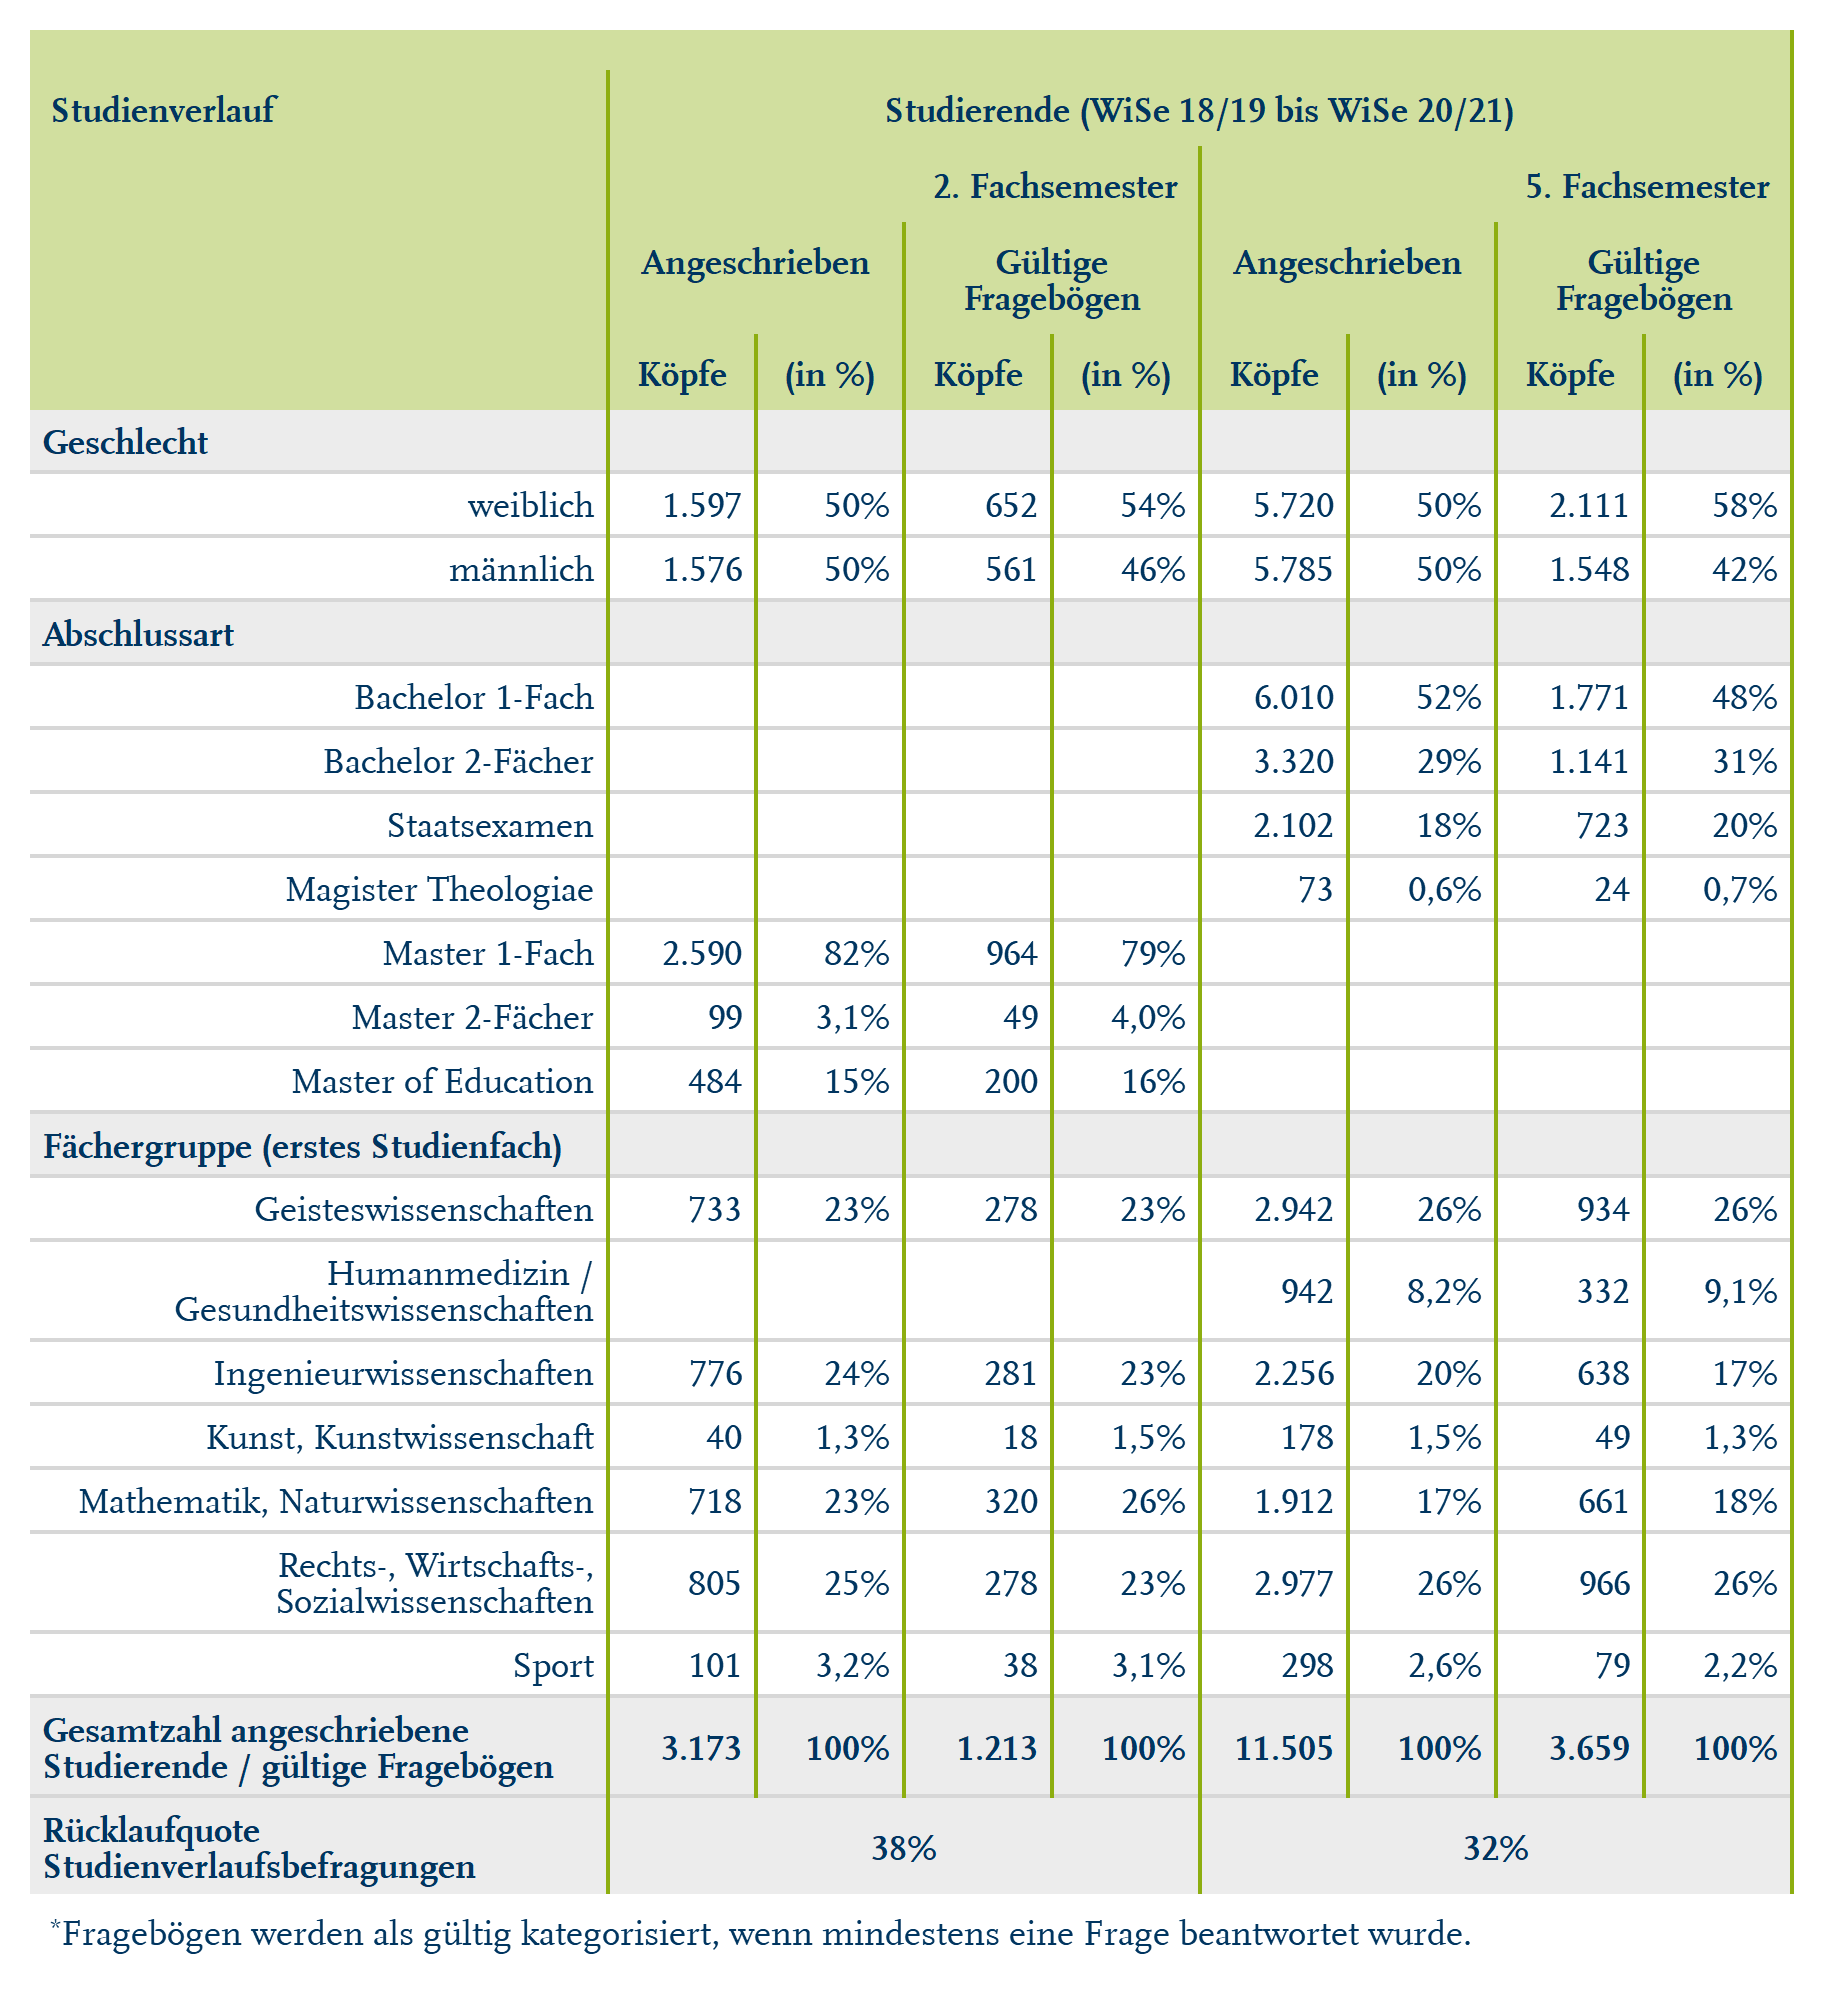 Studienverlauf Studierende (WiSe 18/19 bis WiSe 20/21)
2. Fachsemester 5. Fachsemester
Angeschrieben Gültige Angeschrieben Gültige
Fragebögen Fragebögen
Köpfe (in %) Köpfe (in %) Köpfe (in %) Köpfe (in %)
Geschlecht
weiblich 1.597 50% 652 54% 5.720 50% 2.111 58%
männlich 1.576 50% 561 46% 5.785 50% 1.548 42%
Abschlussart
Bachelor 1-Fach 6.010 52% 1.771 48%
Bachelor 2-Fächer 3.320 29% 1.141 31%
Staatsexamen 2.102 18% 723 20%
Magister Theologiae 73 0,6% 24 0,7%
Master 1-Fach 2.590 82% 964 79%
Master 2-Fächer 99 3,1% 49 4,0%
Master of Education 484 15% 200 16%
Fächergruppe (erstes Studienfach)
Geisteswissenschaften 733 23% 278 23% 2.942 26% 934 26%
Humanmedizin /
Gesundheitswissenschaften 942 8,2% 332 9,1%
Ingenieurwissenschaften 776 24% 281 23% 2.256 20% 638 17%
Kunst, Kunstwissenschaft 40 1,3% 18 1,5% 178 1,5% 49 1,3%
Mathematik, Naturwissenschaften 718 23% 320 26% 1.912 17% 661 18%
Rechts-, Wirtschafts-,
Sozialwissenschaften 805 25% 278 23% 2.977 26% 966 26%
Sport 101 3,2% 38 3,1% 298 2,6% 79 2,2%
Gesamtzahl angeschriebene
Studierende / gültige Fragebögen 3.173 100% 1.213 100% 11.505 100% 3.659 100%
Rücklaufquote
Studienverlaufsbefragungen 38% 32%
*Fragebögen werden als gültig kategorisiert, wenn mindestens eine Frage beantwortet wurde.